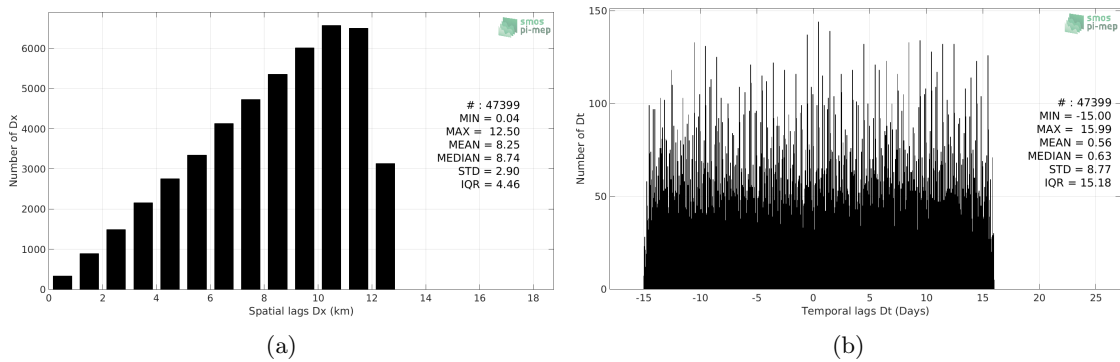 smos
pi-mep
Number of Dx
6000
5000
4000
3000
2000
1000
0
# : 47399
MIN = 0.04
MAX = 12.50
MEAN = 8.25
MEDIAN = 8.74
STD = 2.90
IQR = 4.46
0 2 4 6 8 10 12 14 16 18
Spatial lags Dx (km)
(a)
smos
pi-mep
Number of Dt
150
100
50
0
# : 47399
MIN = -15.00
MAX = 15.99
MEAN = 0.56
MEDIAN = 0.63
STD = 8.77
IQR = 15.18
-15 -10 -5 0 5 10 15 20 25
Temporal lags Dt (Days)
(b)